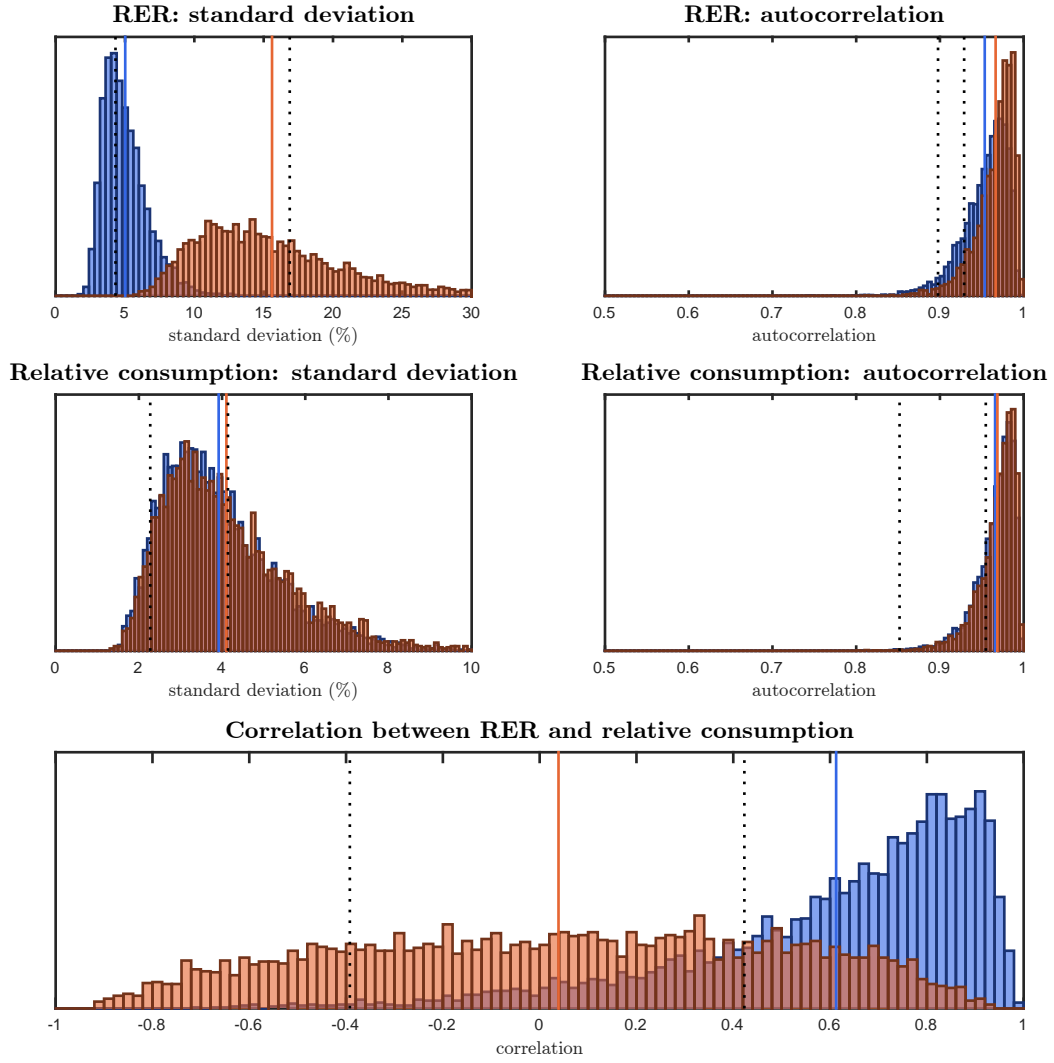 RER: standard deviation
RER: autocorrelation
0 5 10 15 20 25 30
0.5 0.6 0.7 0.8 0.9 1
standard deviation (%)
autocorrelation
Relative consumption: standard deviation
Relative consumption: autocorrelation
0 2 4 6 8 10
0.5 0.6 0.7 0.8 0.9 1
standard deviation (%)
autocorrelation
Correlation between RER and relative consumption
-1 -0.8 -0.6 -0.4 -0.2 0 0.2 0.4 0.6 0.8 1
correlation